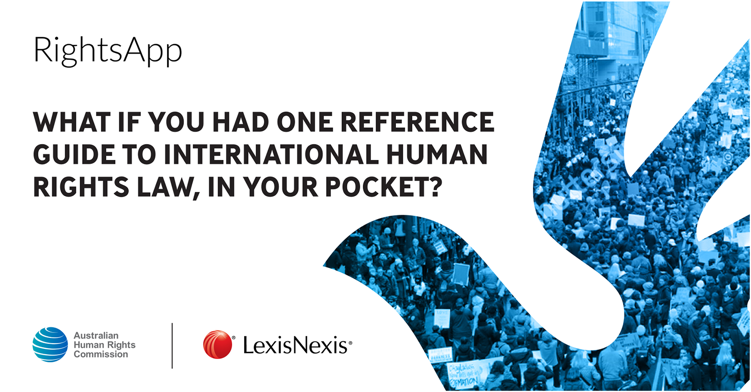 RightsApp
WHAT IF YOU HAD ONE REFERENCE
GUIDE TO INTERNATIONAL HUMAN
RIGHTS LAW, IN YOUR POCKET?
Australian
Human Rights
Commission
LexisNexis®